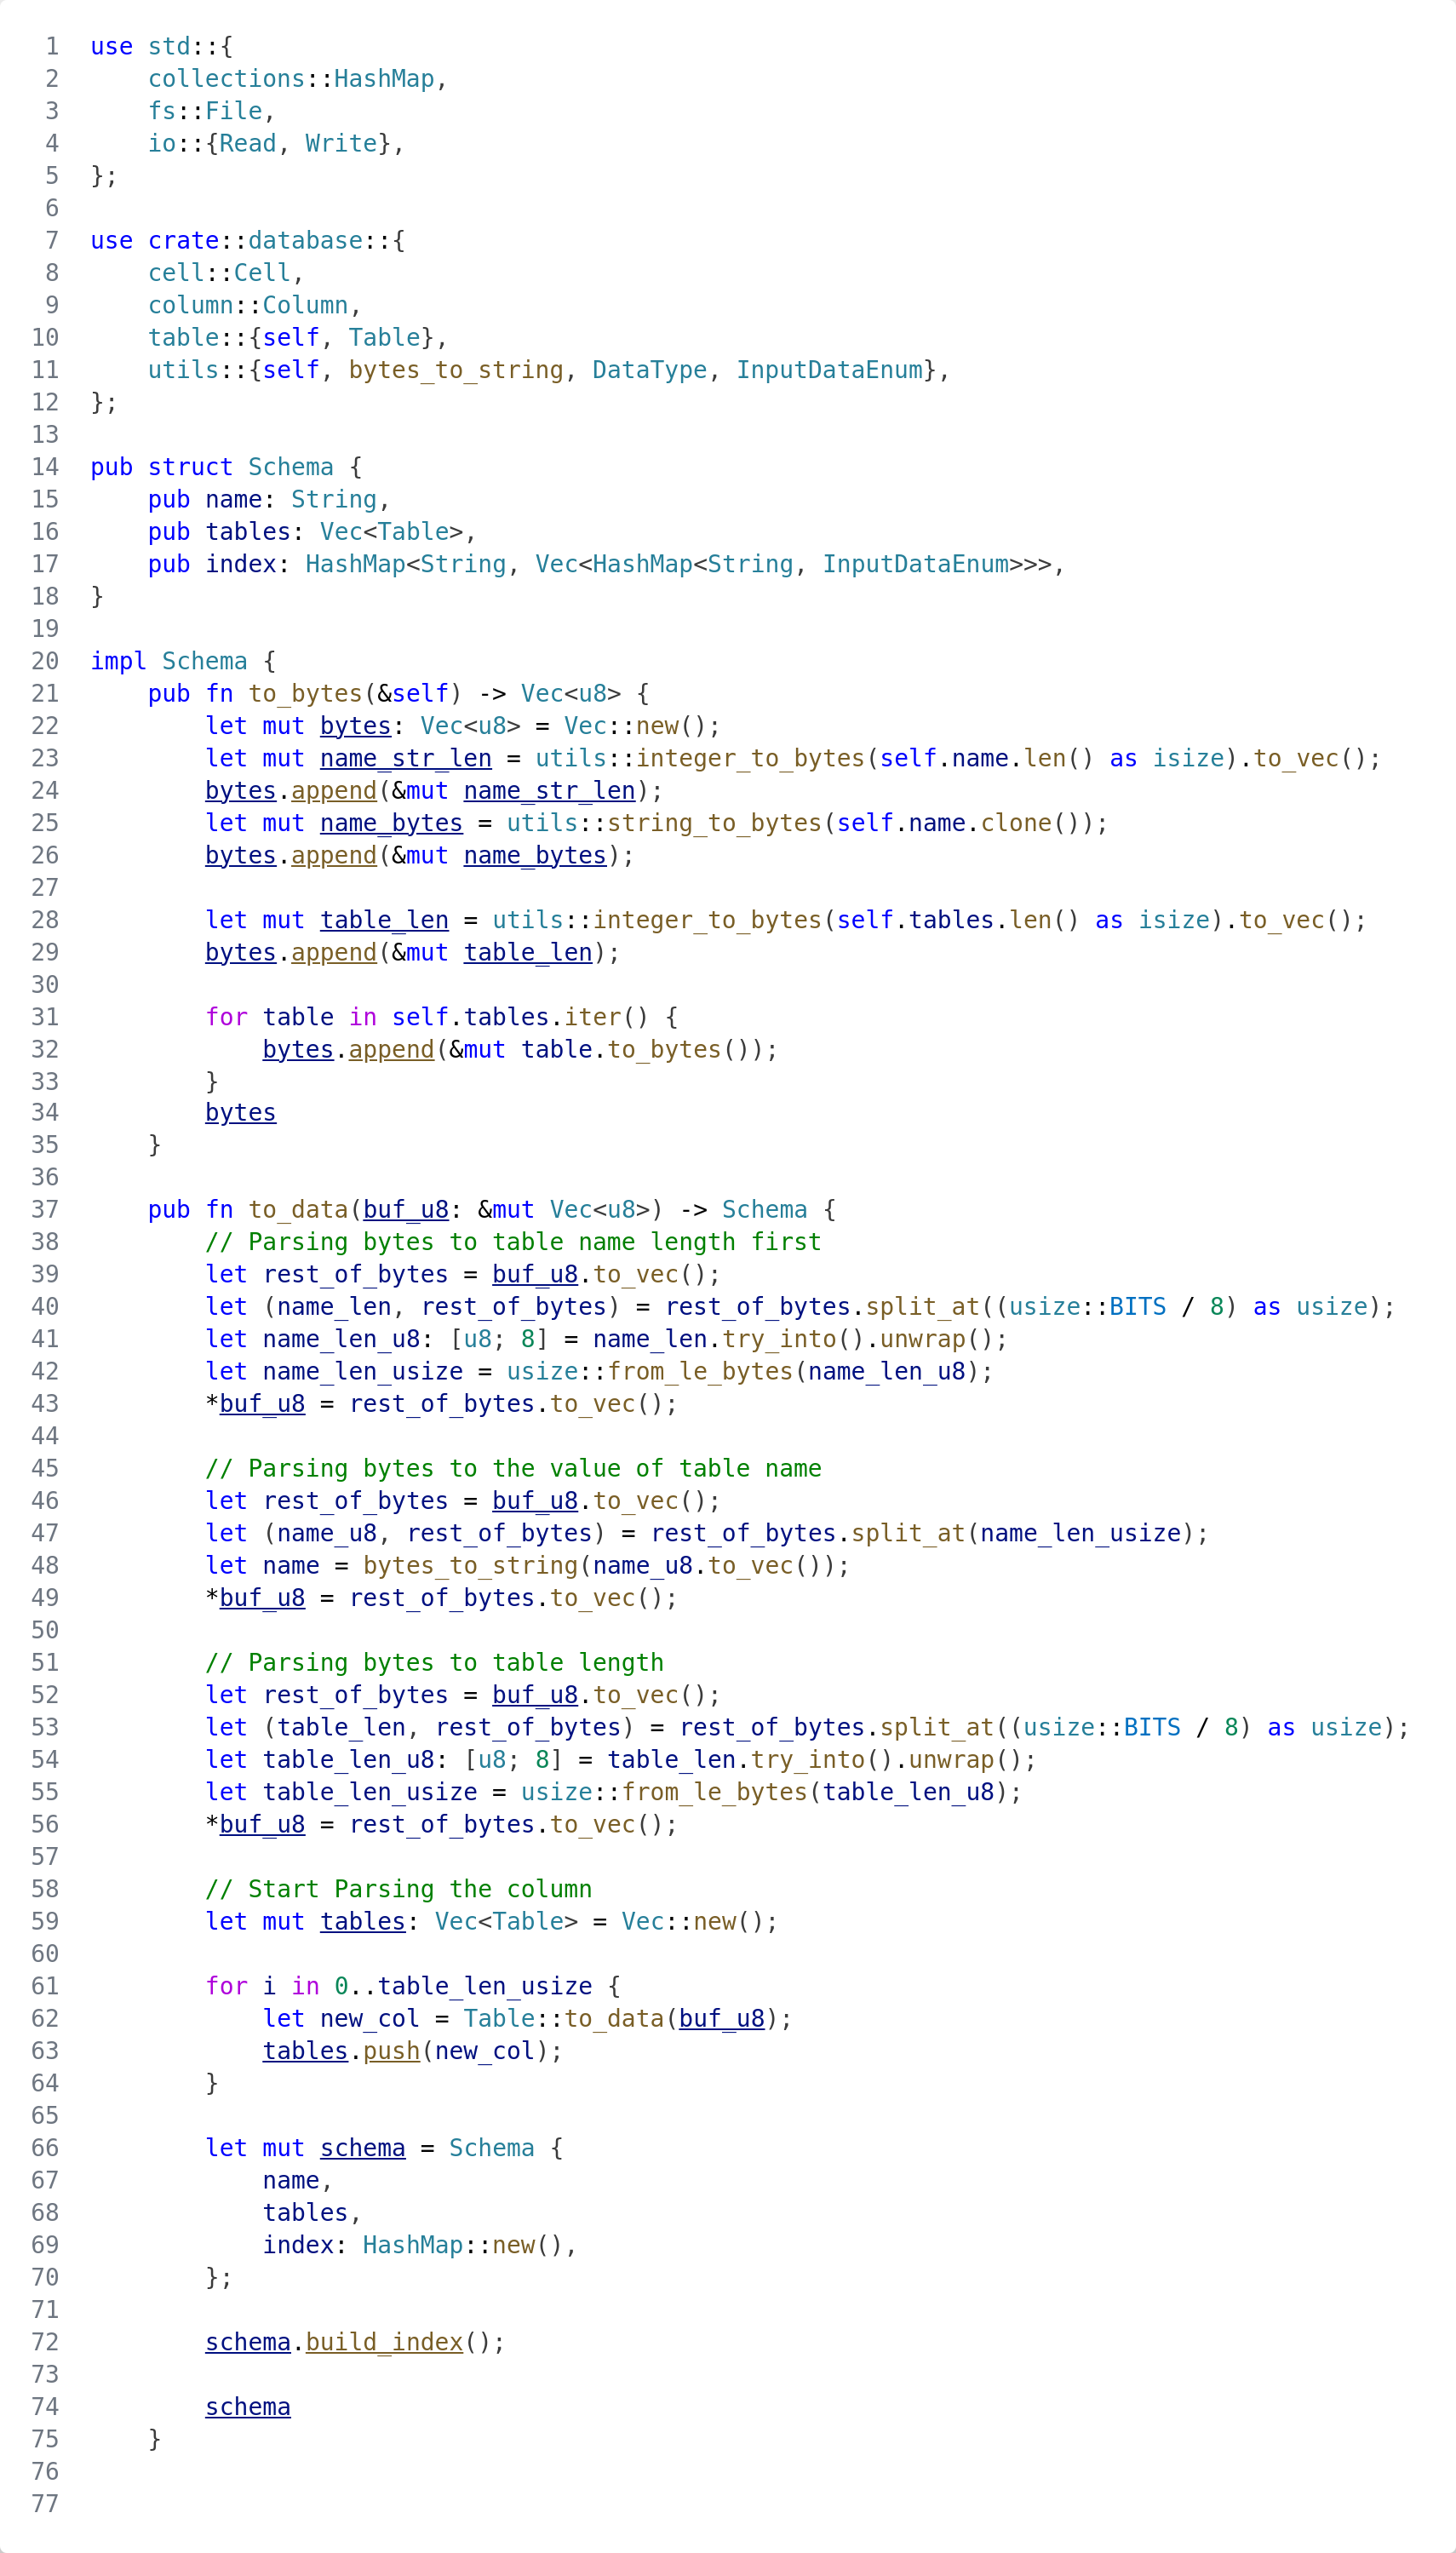 1 use std::{
2     collections::HashMap,
3     fs::File,
4     io::{Read, Write},
5 };
6
7 use crate::database::{
8     cell::Cell,
9     column::Column,
10     table::{self, Table},
11     utils::{self, bytes_to_string, DataType, InputDataEnum},
12 };
13
14 pub struct Schema {
15     pub name: String,
16     pub tables: Vec<Table>,
17     pub index: HashMap<String, Vec<HashMap<String, InputDataEnum>>>,
18 }
19
20 impl Schema {
21     pub fn to_bytes(&self) -> Vec<u8> {
22         let mut bytes: Vec<u8> = Vec::new();
23         let mut name_str_len = utils::integer_to_bytes(self.name.len() as isize).to_vec();
24         bytes.append(&mut name_str_len);
25         let mut name_bytes = utils::string_to_bytes(self.name.clone());
26         bytes.append(&mut name_bytes);
27
28         let mut table_len = utils::integer_to_bytes(self.tables.len() as isize).to_vec();
29         bytes.append(&mut table_len);
30
31         for table in self.tables.iter() {
32             bytes.append(&mut table.to_bytes());
33         }
34         bytes
35     }
36
37     pub fn to_data(buf_u8: &mut Vec<u8>) -> Schema {
38         // Parsing bytes to table name length first
39         let rest_of_bytes = buf_u8.to_vec();
40         let (name_len, rest_of_bytes) = rest_of_bytes.split_at((usize::BITS / 8) as usize);
41         let name_len_u8: [u8; 8] = name_len.try_into().unwrap();
42         let name_len_usize = usize::from_le_bytes(name_len_u8);
43         *buf_u8 = rest_of_bytes.to_vec();
44
45         // Parsing bytes to the value of table name
46         let rest_of_bytes = buf_u8.to_vec();
47         let (name_u8, rest_of_bytes) = rest_of_bytes.split_at(name_len_usize);
48         let name = bytes_to_string(name_u8.to_vec());
49         *buf_u8 = rest_of_bytes.to_vec();
50
51         // Parsing bytes to table length
52         let rest_of_bytes = buf_u8.to_vec();
53         let (table_len, rest_of_bytes) = rest_of_bytes.split_at((usize::BITS / 8) as usize);
54         let table_len_u8: [u8; 8] = table_len.try_into().unwrap();
55         let table_len_usize = usize::from_le_bytes(table_len_u8);
56         *buf_u8 = rest_of_bytes.to_vec();
57
58         // Start Parsing the column
59         let mut tables: Vec<Table> = Vec::new();
60
61         for i in 0..table_len_usize {
62             let new_col = Table::to_data(buf_u8);
63             tables.push(new_col);
64         }
65
66         let mut schema = Schema {
67             name,
68             tables,
69             index: HashMap::new(),
70         };
71
72         schema.build_index();
73
74         schema
75     }
76
77